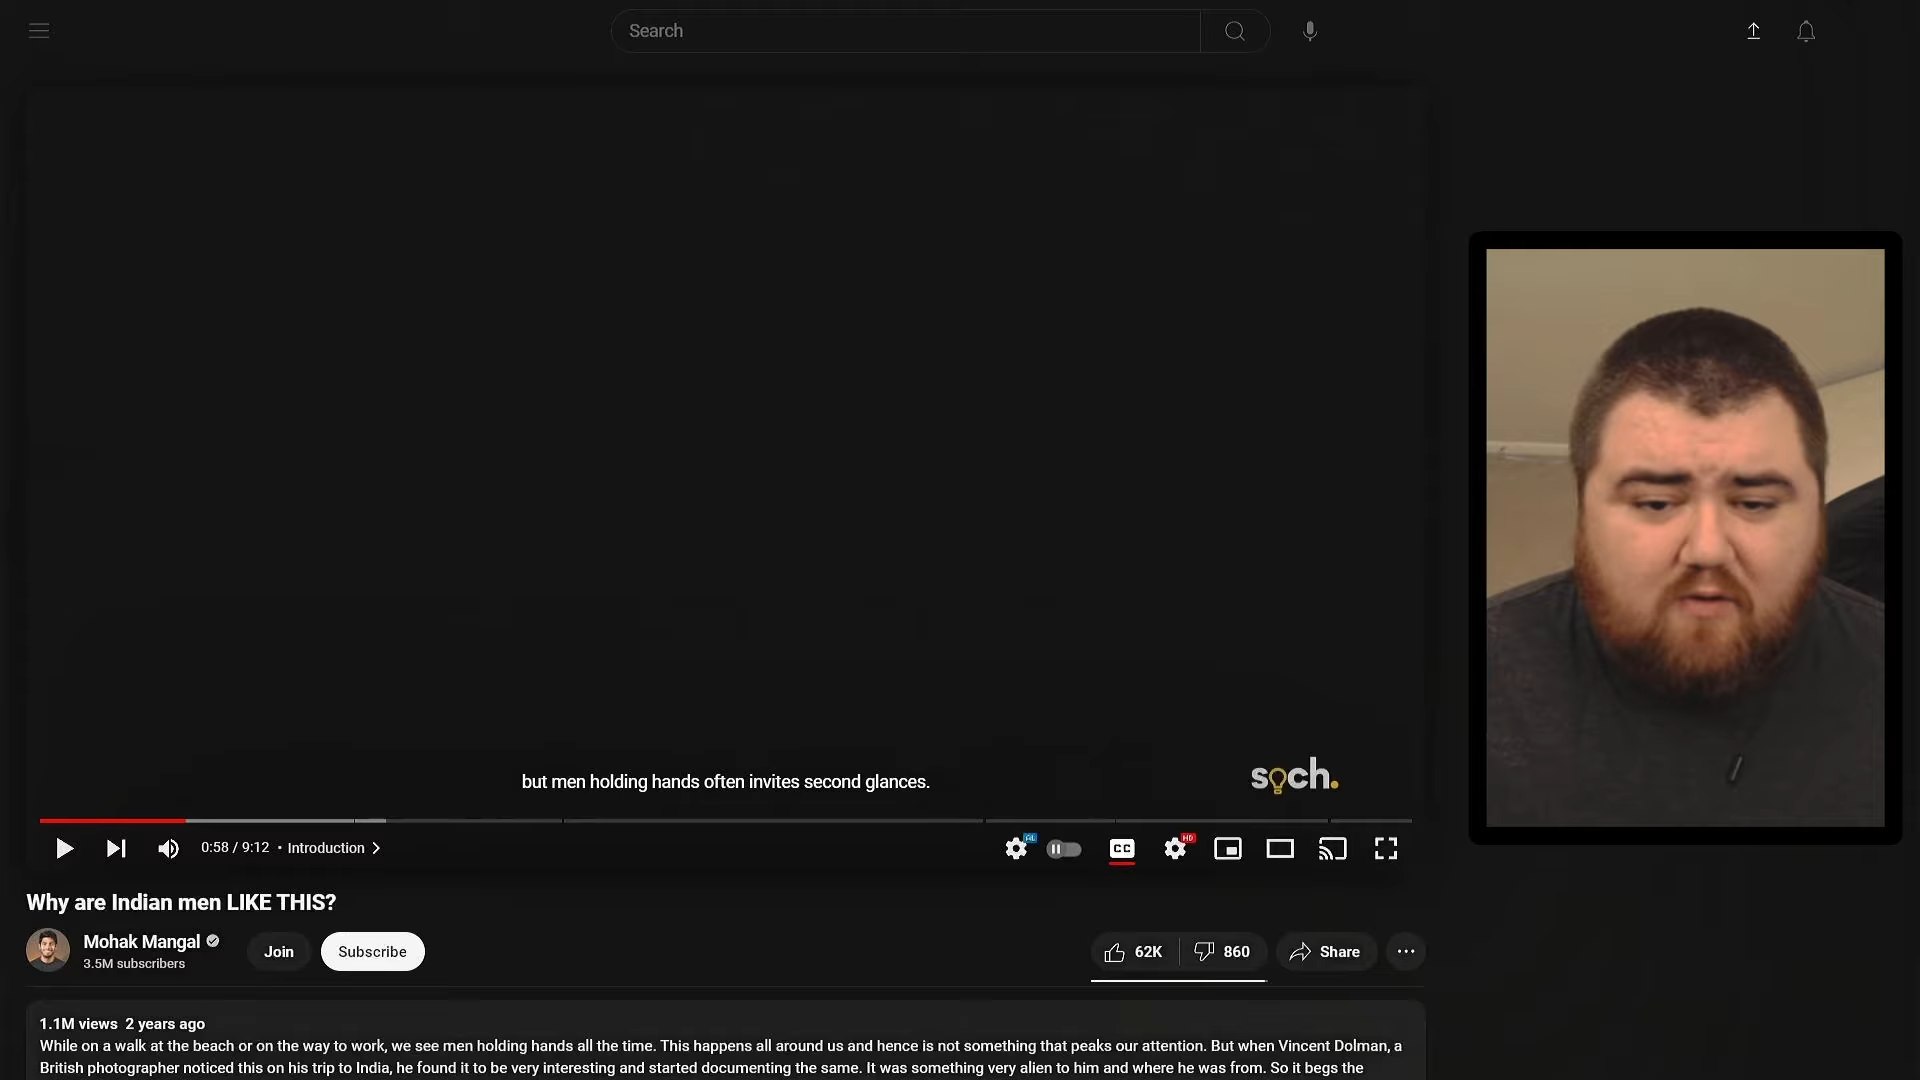 Search
but men holding hands often invites second glances.
soch.
0:58 / 9:12 • Introduction
AL
CC
HD
Why are Indian men LIKE THIS?
Mohak Mangal
3.5M subscribers
Join
Subscribe
62K
860
Share
1.1M views 2 years ago
While on a walk at the beach or on the way to work, we see men holding hands all the time. This happens all around us and hence is not something that peaks our attention. But when Vincent Dolman, a
British photographer noticed this on his trip to India, he found it to be very interesting and started documenting the same. It was something very alien to him and where he was from. So it begs the